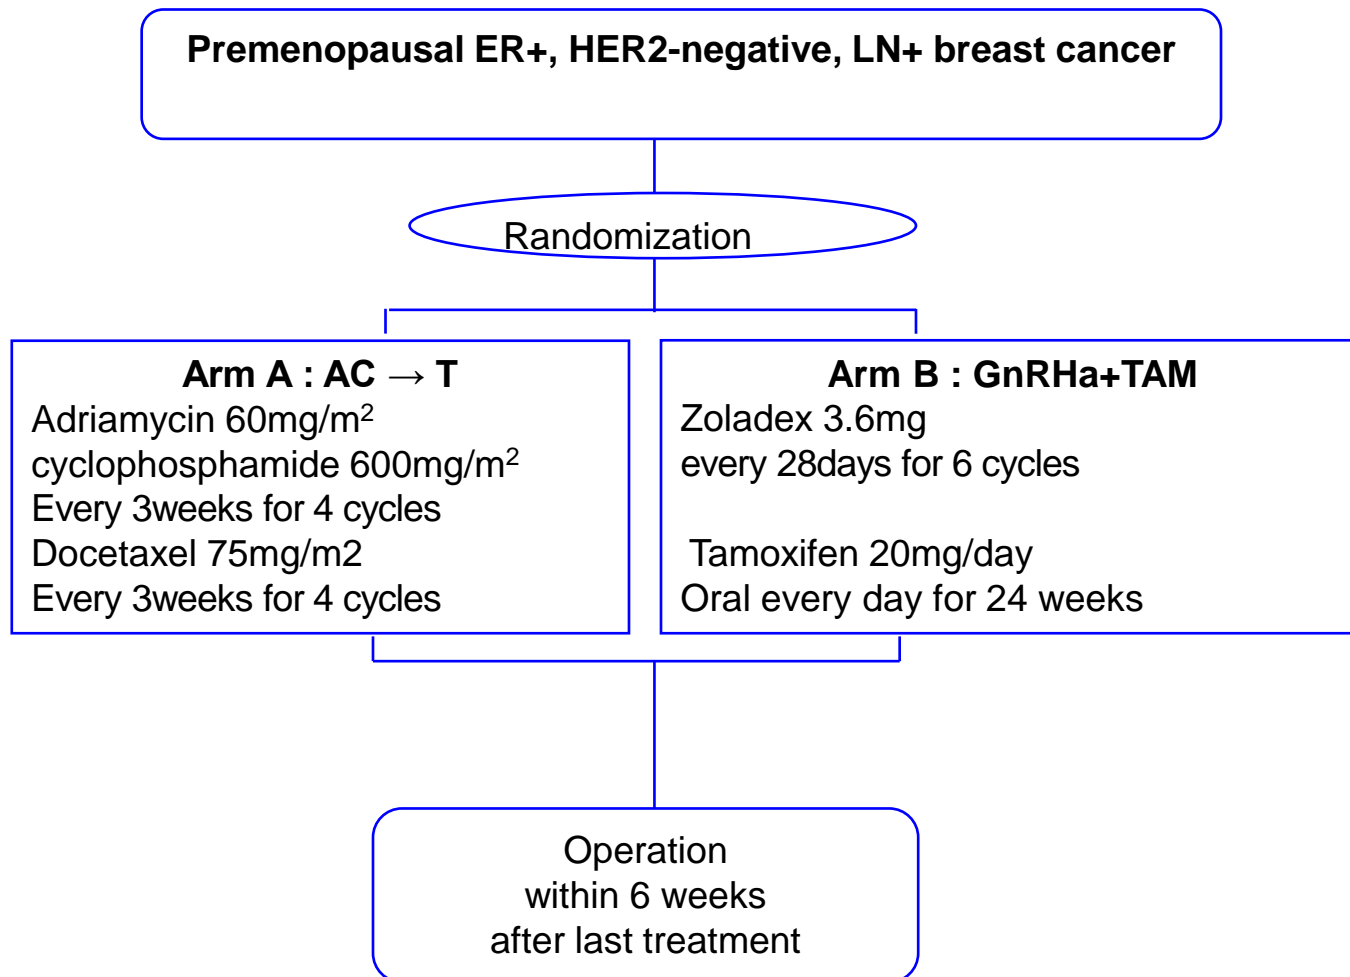 Premenopausal ER+, HER2-negative, LN+ breast cancer
Randomization
Arm A : AC → T
Adriamycin 60mg/m²
cyclophosphamide 600mg/m²
Every 3weeks for 4 cycles
Docetaxel 75mg/m2
Every 3weeks for 4 cycles
Arm B : GnRHa+TAM
Zoladex 3.6mg
every 28days for 6 cycles
Tamoxifen 20mg/day
Oral every day for 24 weeks
Operation
within 6 weeks
after last treatment